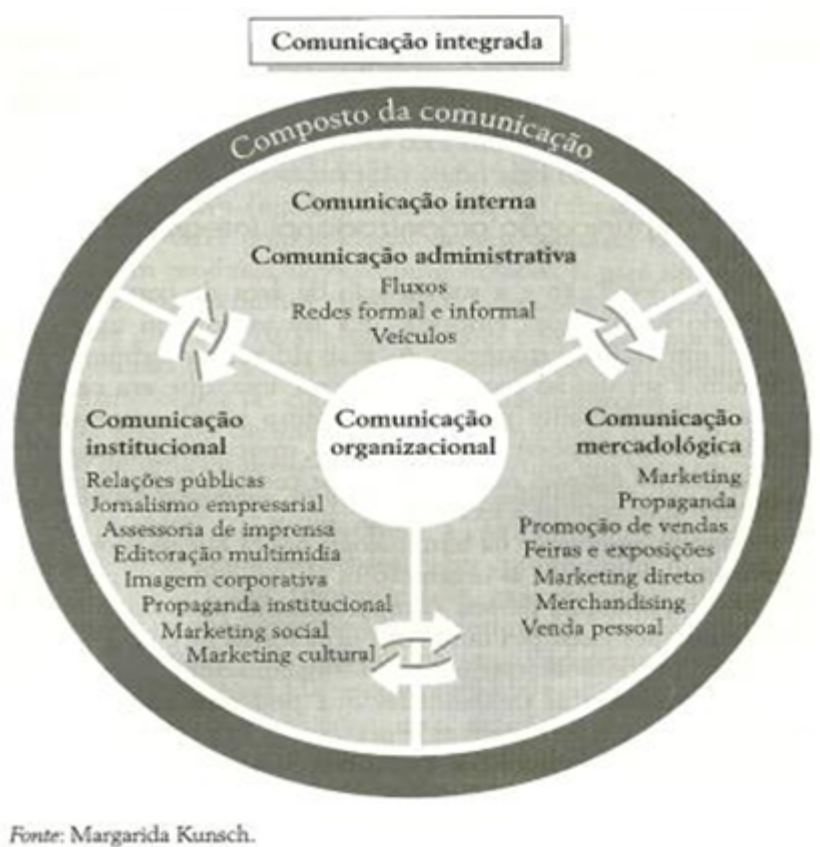 Comunicação integrada
Composto da comunicação
Comunicação interna
Comunicação administrativa
Fluxos
Redes formal e informal
Veículos
Comunicação
organizacional
Comunicação
institucional
Relações públicas
Jornalismo empresarial
Assessoria de imprensa
Editoração multimídia
Imagem corporativa
Propaganda institucional
Marketing social
Marketing cultural
Comunicação
mercadológica
Marketing
Propaganda
Promoção de vendas
Feiras e exposições
Marketing direto
Merchandising
Venda pessoal
Fonte: Margarida Kunsch.